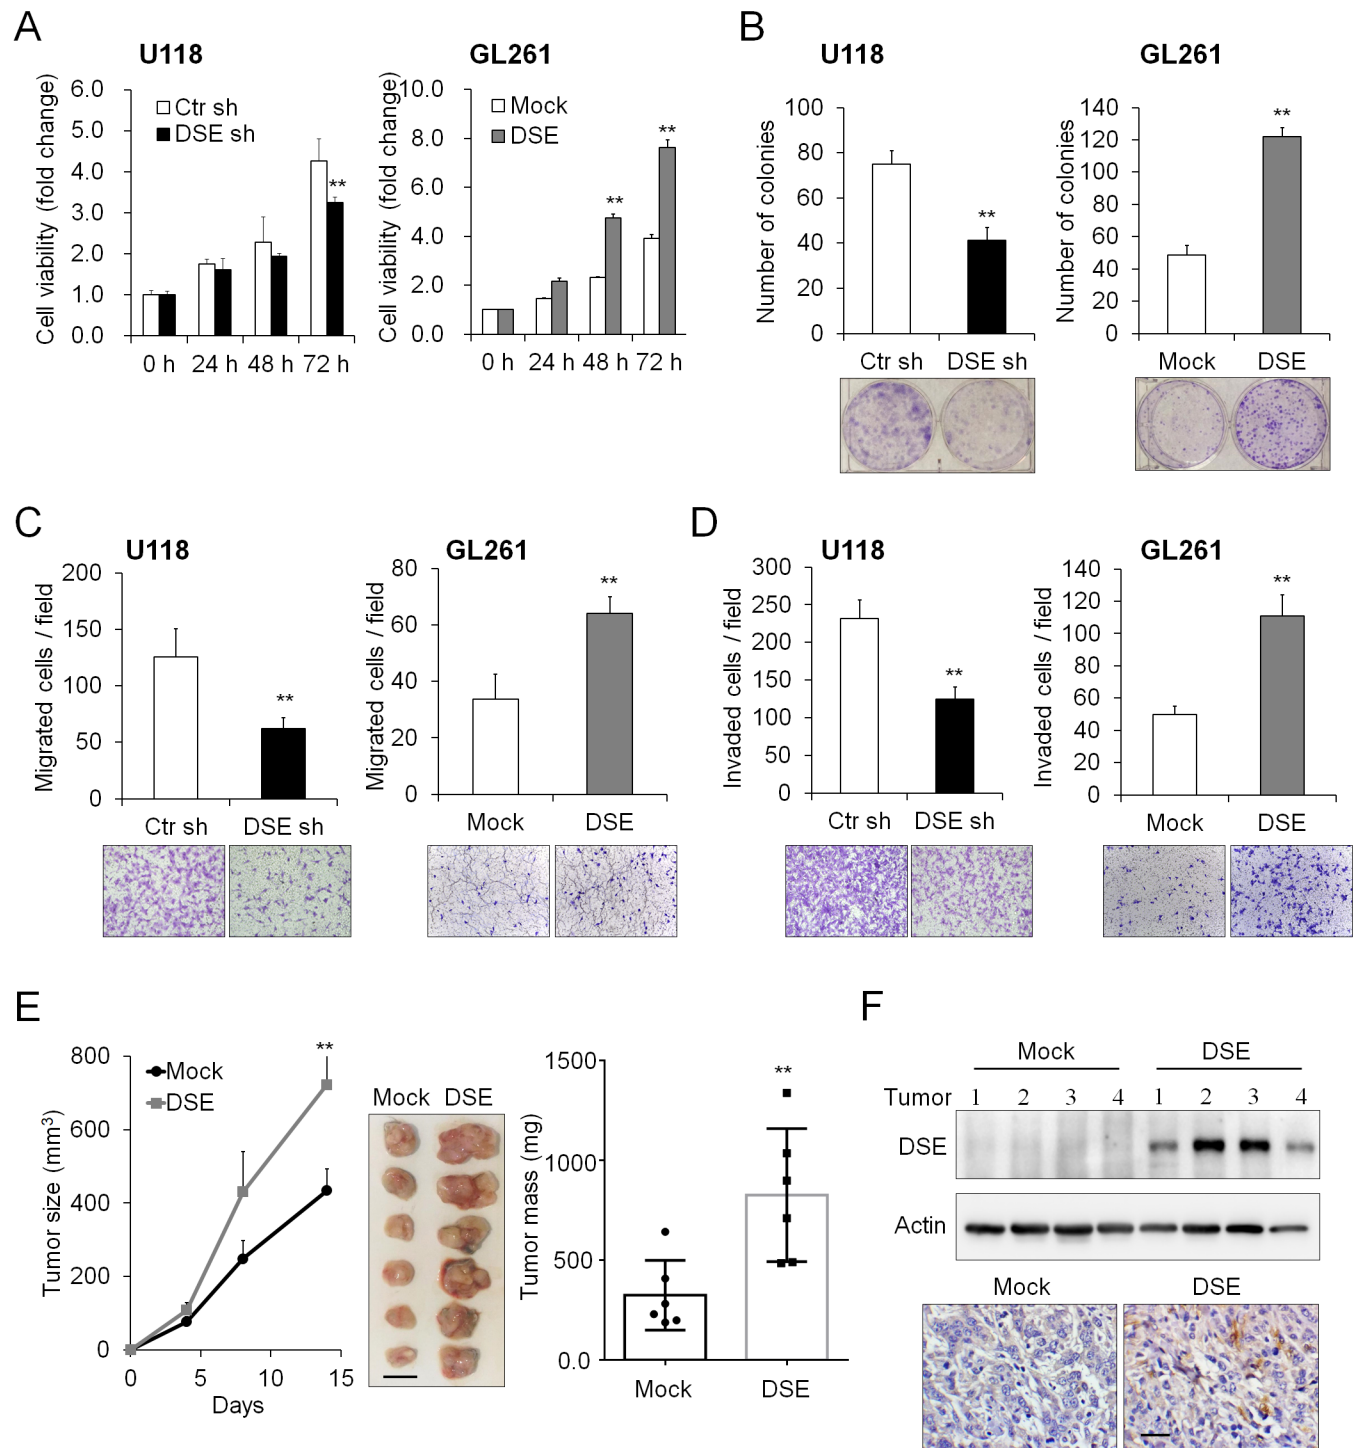 A
U118
Cell viability (fold change)
6.0
5.0
4.0
3.0
2.0
1.0
0.0
Ctr sh
DSE sh
**
0 h 24 h 48 h 72 h
GL261
Cell viability (fold change)
10.0
8.0
6.0
4.0
2.0
0.0
Mock
DSE
**
**
0 h 24 h 48 h 72 h
B
U118
Number of colonies
100
80
60
40
20
0
**
Ctr sh DSE sh
GL261
Number of colonies
140
120
100
80
60
40
20
0
**
Mock DSE
C
U118
Migrated cells / field
200
150
100
50
0
**
Ctr sh DSE sh
GL261
Migrated cells / field
80
60
40
20
0
**
Mock DSE
D
U118
Invaded cells / field
300
250
200
150
100
50
0
**
Ctr sh DSE sh
GL261
Invaded cells / field
140
120
100
80
60
40
20
0
**
Mock DSE
E
Tumor size (mm³)
800
600
400
200
0
Mock
DSE
**
0 5 10 15
Days
Mock DSE
Tumor mass (mg)
1500
1000
500
0.0
**
Mock DSE
F
Mock DSE
Tumor 1 2 3 4 1 2 3 4
DSE
Actin
Mock DSE